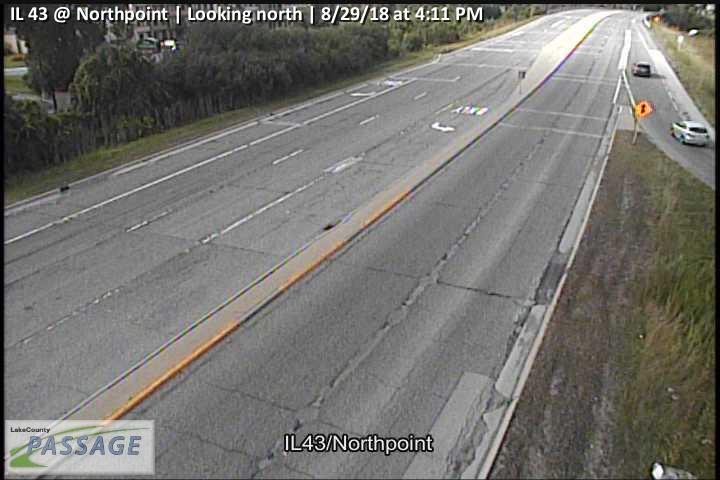 IL 43 @ Northpoint | Looking north | 8/29/18 at 4:11 PM
LakeCounty
PASSAGE
IL43/Northpoint